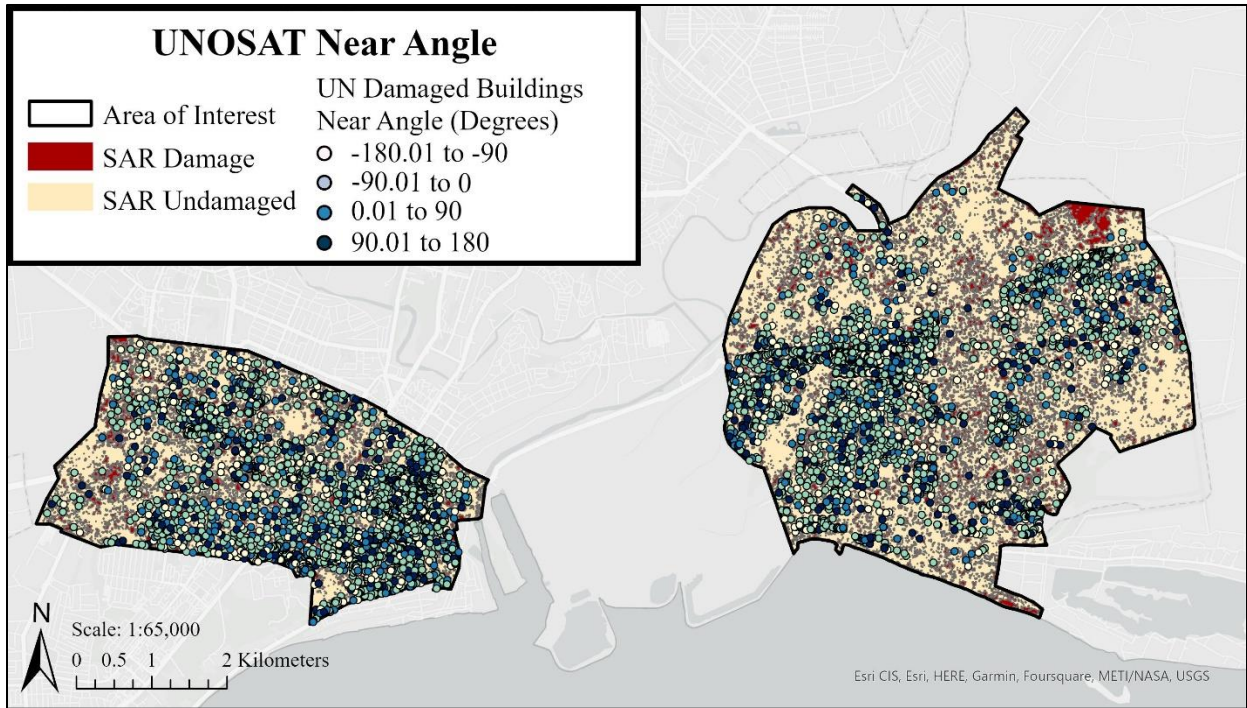 UNOSAT Near Angle
Area of Interest
SAR Damage
SAR Undamaged
UN Damaged Buildings
Near Angle (Degrees)
-180.01 to -90
-90.01 to 0
0.01 to 90
90.01 to 180
N
Scale: 1:65,000
0 0.5 1 2 Kilometers
Esri CIS, Esri, HERE, Garmin, Foursquare, METI/NASA, USGS